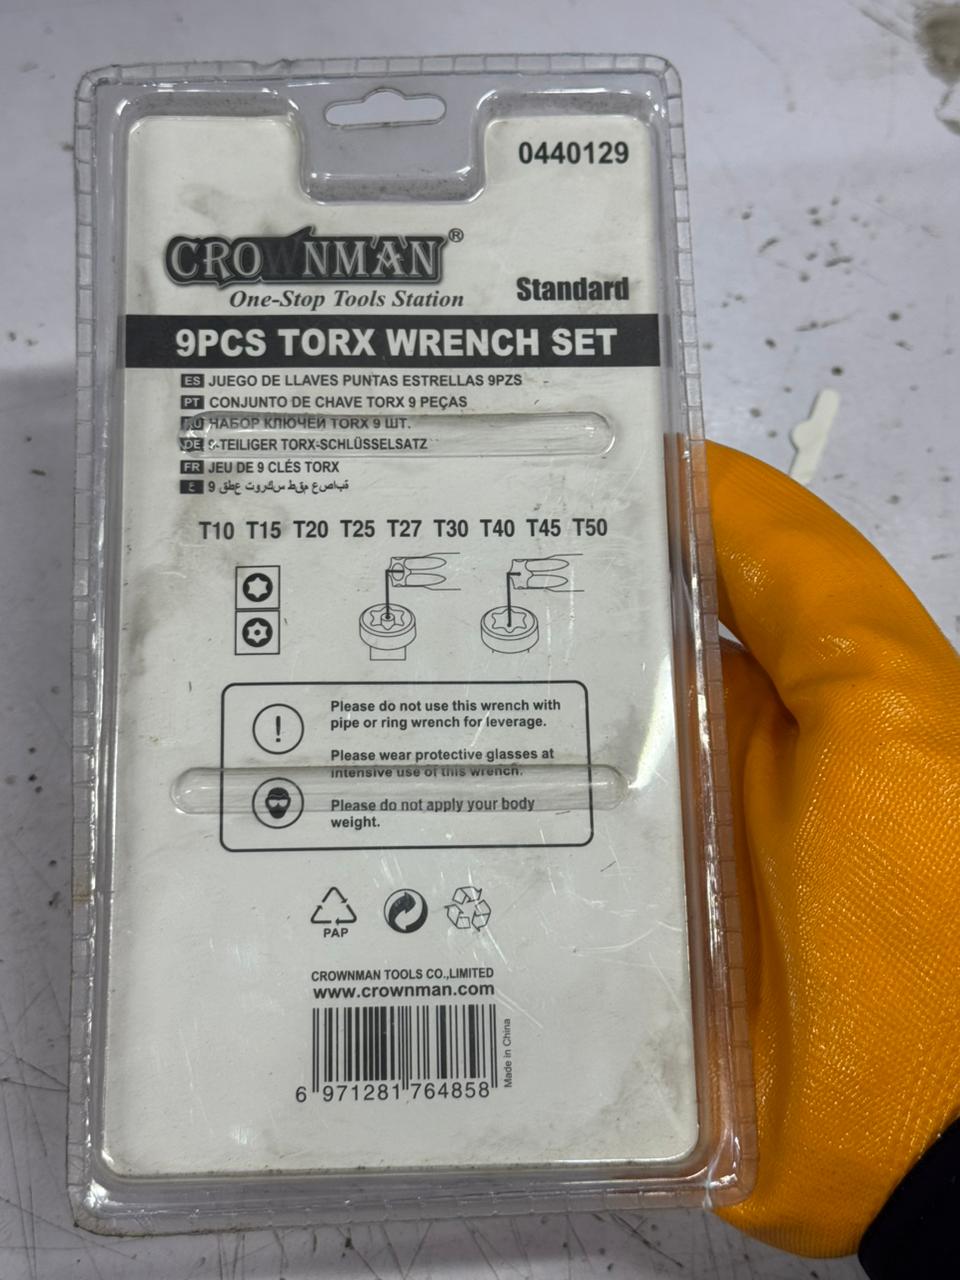 0440129
CROWNMAN®
One-Stop Tools Station
Standard
9PCS TORX WRENCH SET
ES JUEGO DE LLAVES PUNTAS ESTRELLAS 9PZS
PT CONJUNTO DE CHAVE TORX 9 PEÇAS
RU НАБОР КЛЮЧЕЙ TORX 9 ШТ.
DE 9-TEILIGER TORX-SCHLÜSSELSATZ
FR JEU DE 9 CLÉS TORX
ع 9
T10 T15 T20 T25 T27 T30 T40 T45 T50
Please do not use this wrench with
pipe or ring wrench for leverage.
Please wear protective glasses at
intensive use of this wrench.
Please do not apply your body
weight.
PAP
CROWNMAN TOOLS CO.,LIMITED
www.crownman.com
Made in China
6 971281 764858